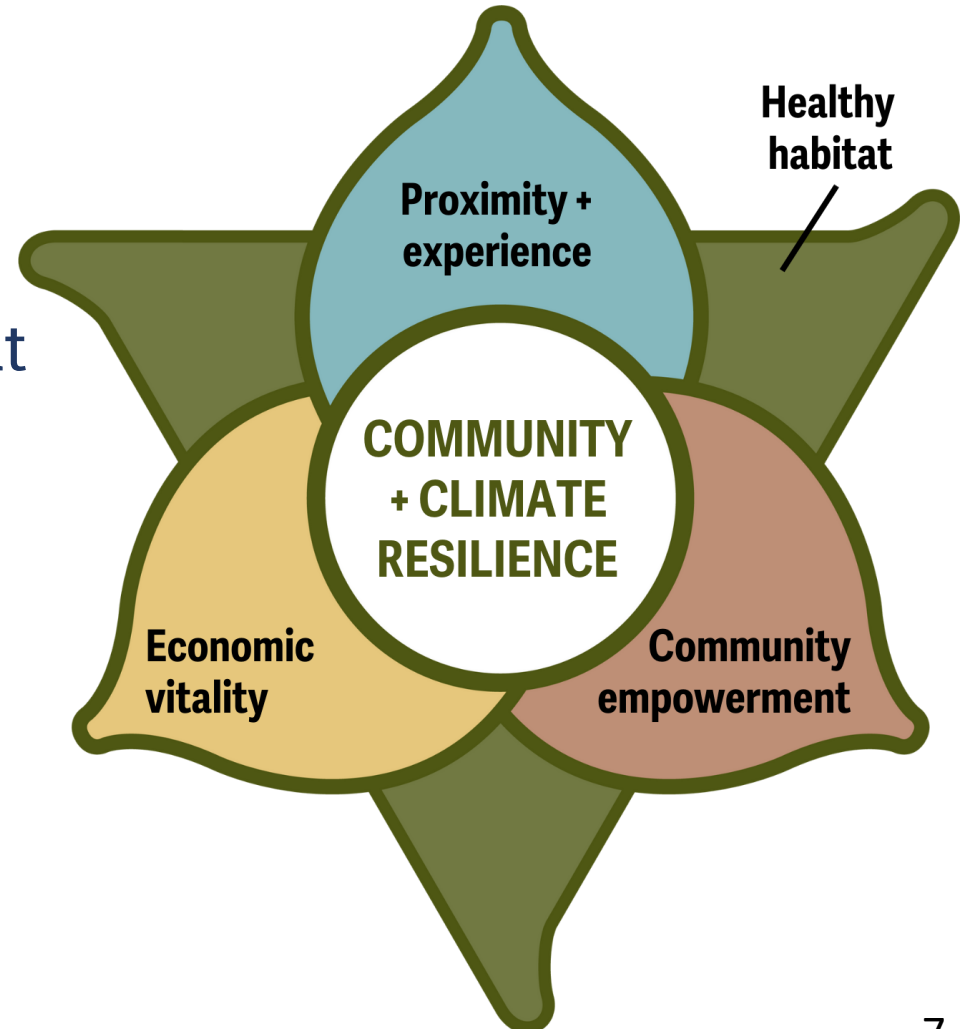 Healthy
habitat
Proximity +
experience
COMMUNITY
+ CLIMATE
RESILIENCE
Economic
vitality
Community
empowerment